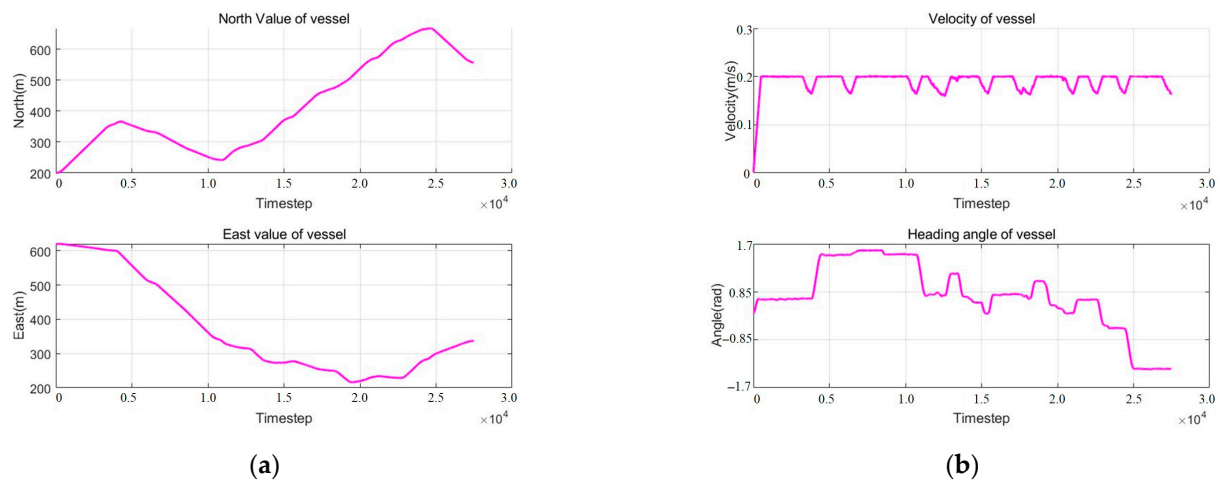 North Value of vessel
North(m)
600
500
400
300
200
0 0.5 1.0 1.5 2.0 2.5 3.0
Timestep
×10⁴
East value of vessel
East(m)
600
500
400
300
200
0 0.5 1.0 1.5 2.0 2.5 3.0
Timestep
×10⁴
(a)
Velocity of vessel
Velocity(m/s)
0.3
0.2
0.1
0
0 0.5 1.0 1.5 2.0 2.5 3.0
Timestep
×10⁴
Heading angle of vessel
Angle(rad)
1.7
0.85
−0.85
−1.7
0 0.5 1.0 1.5 2.0 2.5 3.0
Timestep
×10⁴
(b)